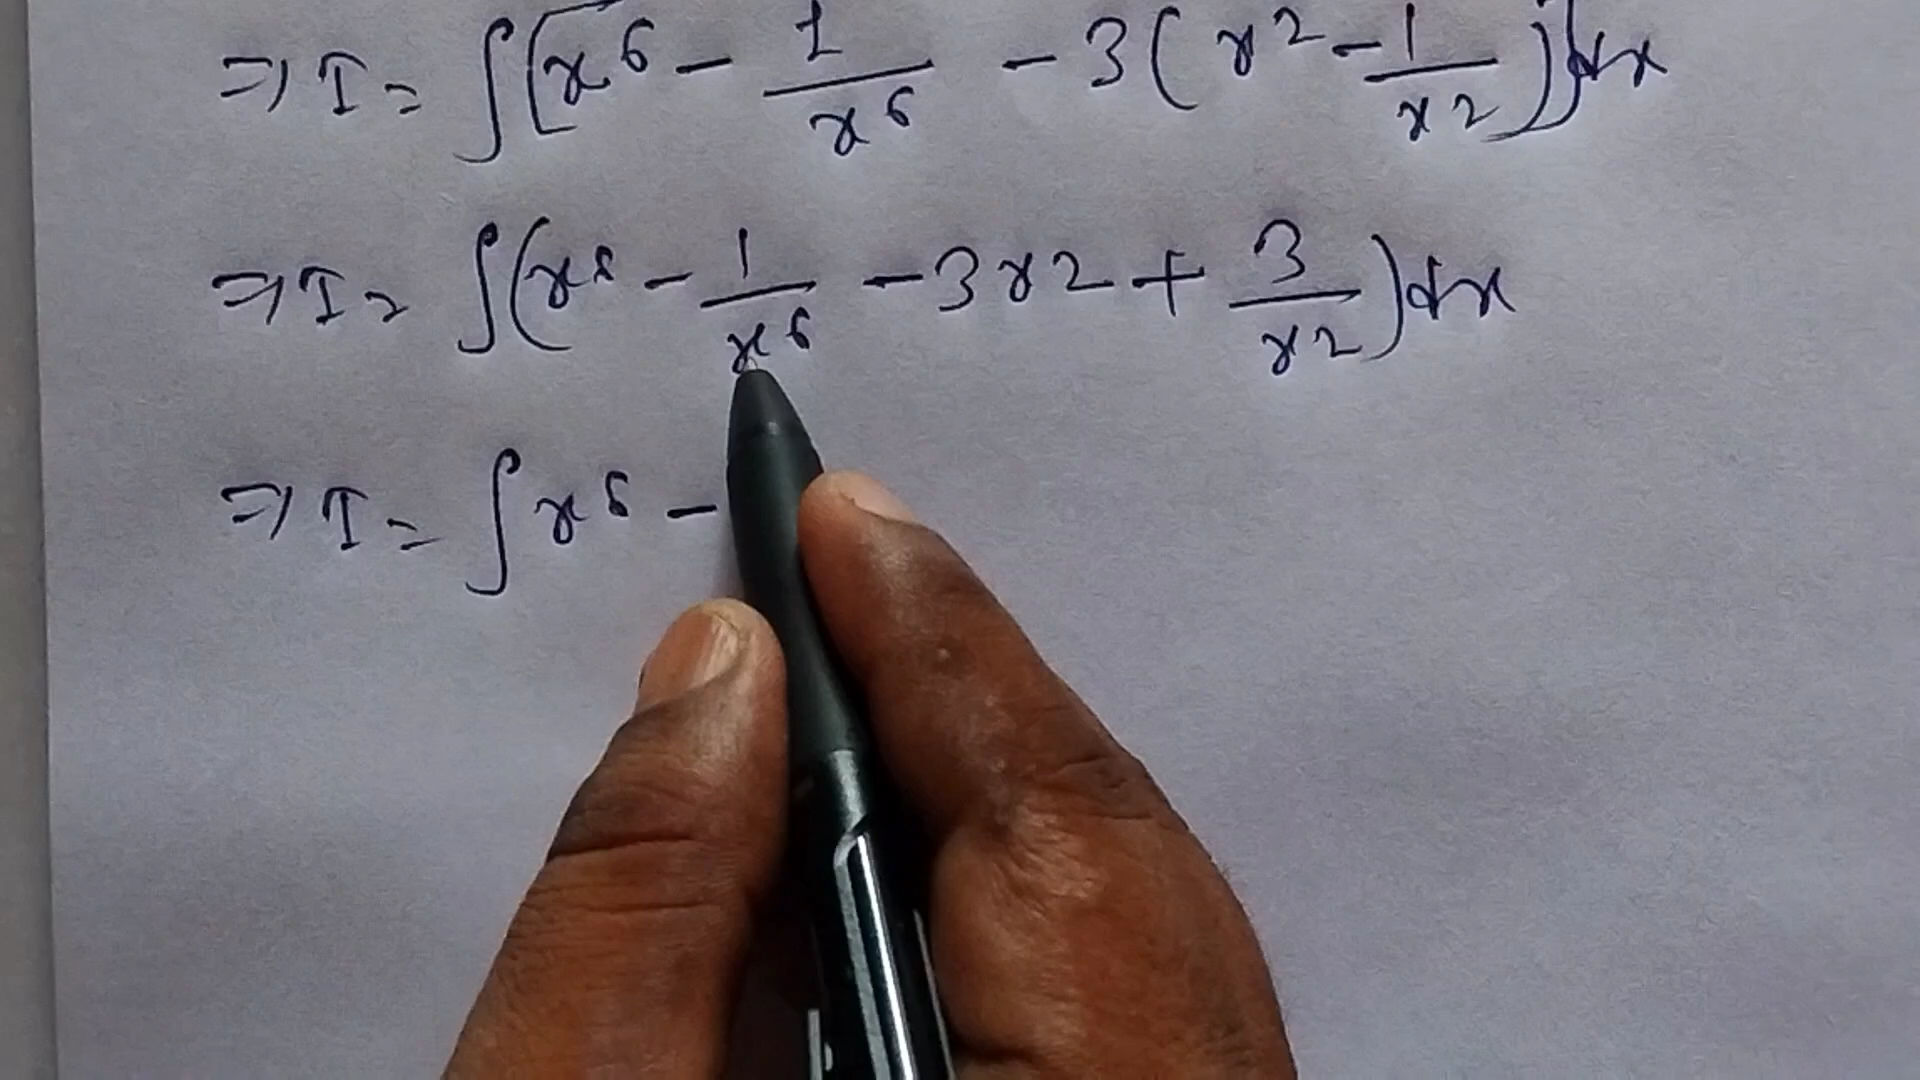 ⇒ I = ∫[x⁶ - 1/x⁶ - 3(x² - 1/x²)]dx
⇒ I = ∫(x⁶ - 1/x⁶ - 3x² + 3/x²)dx
⇒ I = ∫x⁶ -